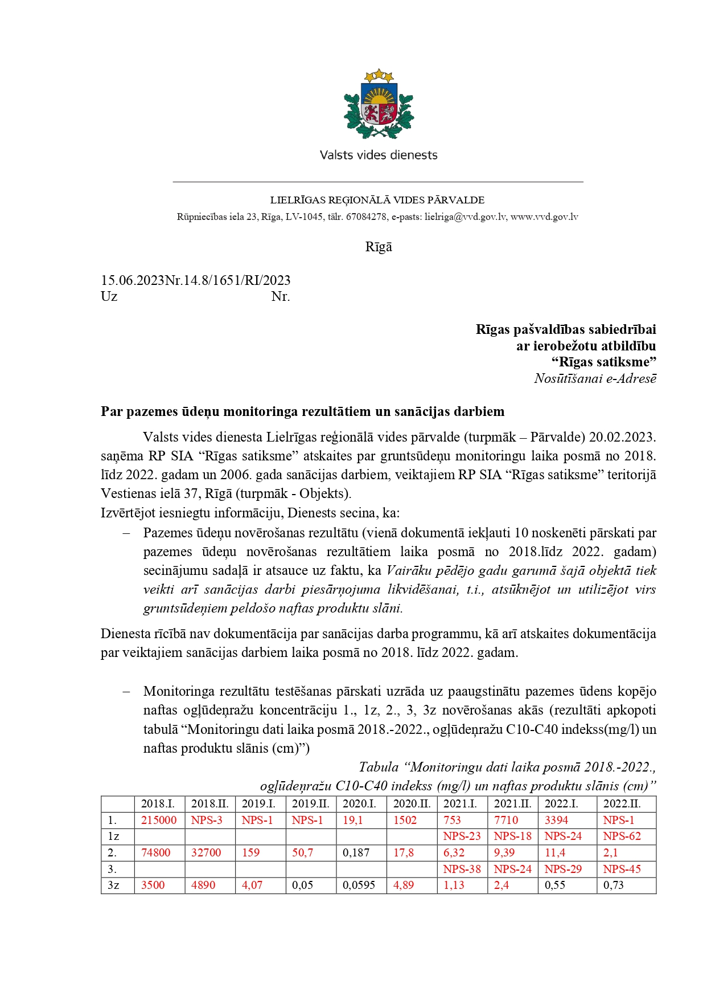 Valsts vides dienests
LIELRĪGAS REĢIONĀLĀ VIDES PĀRVALDE
Rūpniecības iela 23, Rīga, LV-1045, tālr. 67084278, e-pasts: lielriga@vvd.gov.lv, www.vvd.gov.lv
Rīgā
15.06.2023Nr.14.8/1651/RI/2023
Uz Nr.
Rīgas pašvaldības sabiedrībai
ar ierobežotu atbildību
“Rīgas satiksme”
Nosūtīšanai e-Adresē
Par pazemes ūdeņu monitoringa rezultātiem un sanācijas darbiem
Valsts vides dienesta Lielrīgas reģionālā vides pārvalde (turpmāk – Pārvalde) 20.02.2023.
saņēma RP SIA “Rīgas satiksme” atskaites par gruntsūdeņu monitoringu laika posmā no 2018.
līdz 2022. gadam un 2006. gada sanācijas darbiem, veiktajiem RP SIA “Rīgas satiksme” teritorijā
Vestienas ielā 37, Rīgā (turpmāk - Objekts).
Izvērtējot iesniegtu informāciju, Dienests secina, ka:
– Pazemes ūdeņu novērošanas rezultātu (vienā dokumentā iekļauti 10 noskenēti pārskati par
pazemes ūdeņu novērošanas rezultātiem laika posmā no 2018.līdz 2022. gadam)
secinājumu sadaļā ir atsauce uz faktu, ka Vairāku pēdējo gadu garumā šajā objektā tiek
veikti arī sanācijas darbi piesārņojuma likvidēšanai, t.i., atsūknējot un utilizējot virs
gruntsūdeņiem peldošo naftas produktu slāni.
Dienesta rīcībā nav dokumentācija par sanācijas darba programmu, kā arī atskaites dokumentācija
par veiktajiem sanācijas darbiem laika posmā no 2018. līdz 2022. gadam.
– Monitoringa rezultātu testēšanas pārskati uzrāda uz paaugstinātu pazemes ūdens kopējo
naftas ogļūdeņražu koncentrāciju 1., 1z, 2., 3, 3z novērošanas akās (rezultāti apkopoti
tabulā “Monitoringu dati laika posmā 2018.-2022., ogļūdeņražu C10-C40 indekss(mg/l) un
naftas produktu slānis (cm)”)
Tabula “Monitoringu dati laika posmā 2018.-2022.,
ogļūdeņražu C10-C40 indekss (mg/l) un naftas produktu slānis (cm)”
2018.I. 2018.II. 2019.I. 2019.II. 2020.I. 2020.II. 2021.I. 2021.II. 2022.I. 2022.II.
1. 215000 NPS-3 NPS-1 NPS-1 19,1 1502 753 7710 3394 NPS-1
1z NPS-23 NPS-18 NPS-24 NPS-62
2. 74800 32700 159 50,7 0,187 17,8 6,32 9,39 11,4 2,1
3. NPS-38 NPS-24 NPS-29 NPS-45
3z 3500 4890 4,07 0,05 0,0595 4,89 1,13 2,4 0,55 0,73